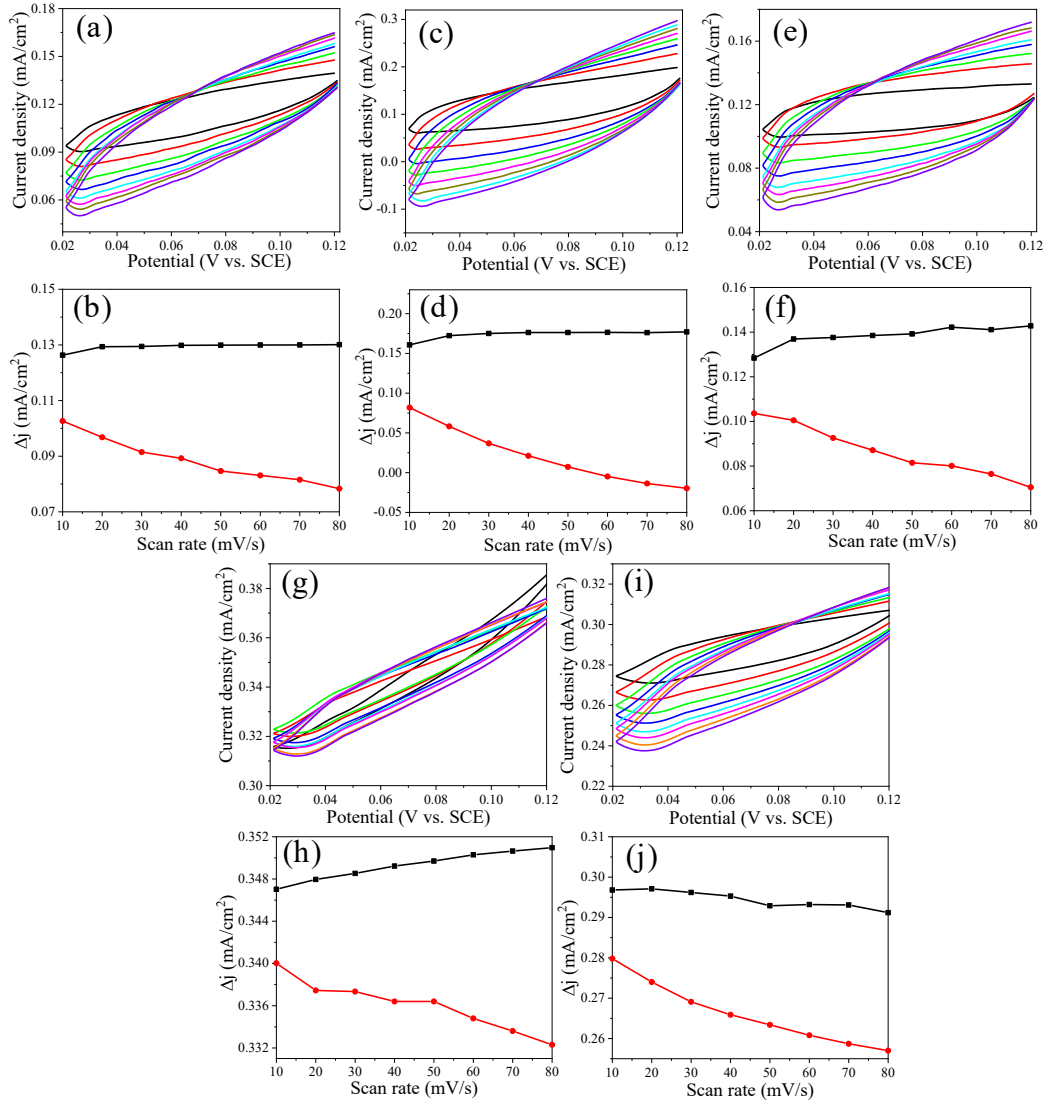 (a)
Current density (mA/cm²)
0.18
0.15
0.12
0.09
0.06
0.02 0.04 0.06 0.08 0.10 0.12
Potential (V vs. SCE)
(c)
Current density (mA/cm²)
0.3
0.2
0.1
0.0
-0.1
0.02 0.04 0.06 0.08 0.10 0.12
Potential (V vs. SCE)
(e)
Current density (mA/cm²)
0.16
0.12
0.08
0.04
0.02 0.04 0.06 0.08 0.10 0.12
Potential (V vs. SCE)
(b)
Δj (mA/cm²)
0.15
0.13
0.11
0.09
0.07
10 20 30 40 50 60 70 80
Scan rate (mV/s)
(d)
Δj (mA/cm²)
0.20
0.15
0.10
0.05
0.00
-0.05
10 20 30 40 50 60 70 80
Scan rate (mV/s)
(f)
Δj (mA/cm²)
0.16
0.14
0.12
0.10
0.08
0.06
10 20 30 40 50 60 70 80
Scan rate (mV/s)
(g)
Current density (mA/cm²)
0.38
0.36
0.34
0.32
0.30
0.02 0.04 0.06 0.08 0.10 0.12
Potential (V vs. SCE)
(i)
Current density (mA/cm²)
0.32
0.30
0.28
0.26
0.24
0.22
0.02 0.04 0.06 0.08 0.10 0.12
Potential (V vs. SCE)
(h)
Δj (mA/cm²)
0.352
0.348
0.344
0.340
0.336
0.332
10 20 30 40 50 60 70 80
Scan rate (mV/s)
(j)
Δj (mA/cm²)
0.31
0.30
0.29
0.28
0.27
0.26
10 20 30 40 50 60 70 80
Scan rate (mV/s)